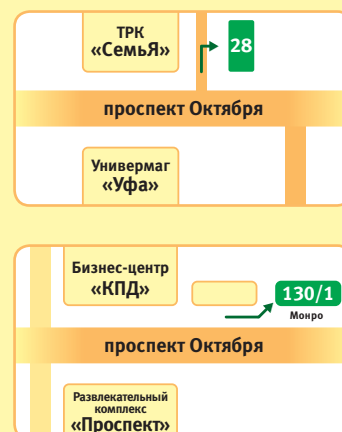 ТРК
«СемьЯ»
28
проспект Октября
Универмаг
«Уфа»
Бизнес-центр
«КПД»
130/1
Монро
проспект Октября
Развлекательный
комплекс
«Проспект»